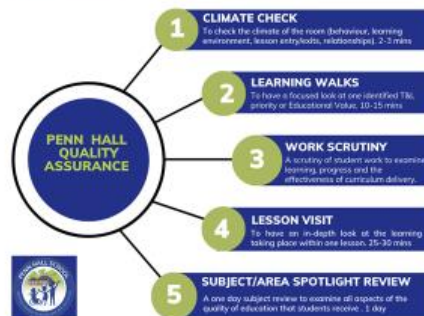 PENN HALL
QUALITY
ASSURANCE
1
CLIMATE CHECK
To check the climate of the room (behaviour, learning
environment, lesson entry/exits, relationships). 2-3 mins
2
LEARNING WALKS
To have a focused look at one identified T&L
priority or Educational Value. 10-15 mins
3
WORK SCRUTINY
A scrutiny of student work to examine
learning, progress and the
effectiveness of curriculum delivery.
4
LESSON VISIT
To have an in-depth look at the learning
taking place within one lesson. 25-30 mins
5
SUBJECT/AREA SPOTLIGHT REVIEW
A one day subject review to examine all aspects of the
quality of education that students receive . 1 day
PENN HALL SCHOOL